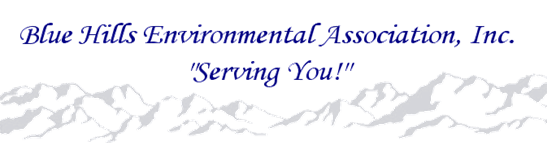 Blue Hills Environmental Association, Inc.
"Serving You!"